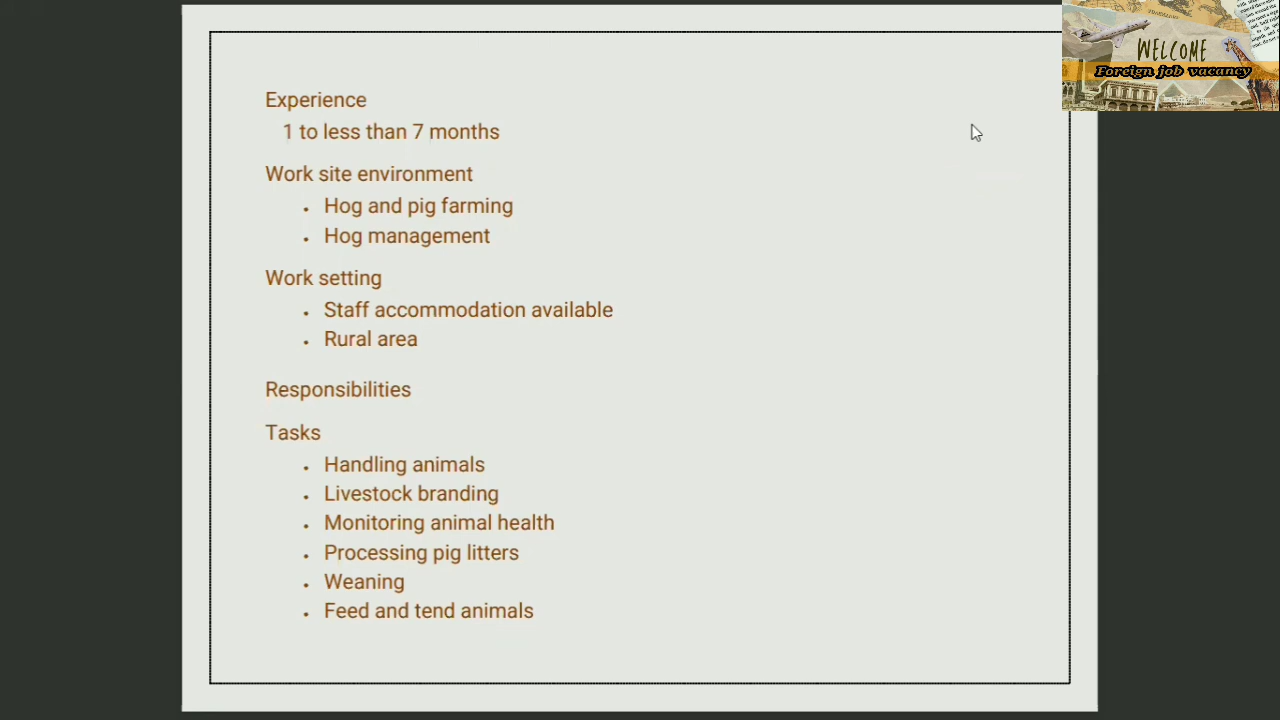 Experience
1 to less than 7 months
Work site environment
• Hog and pig farming
• Hog management
Work setting
• Staff accommodation available
• Rural area
Responsibilities
Tasks
• Handling animals
• Livestock branding
• Monitoring animal health
• Processing pig litters
• Weaning
• Feed and tend animals
WELCOME
Foreign job vacancy